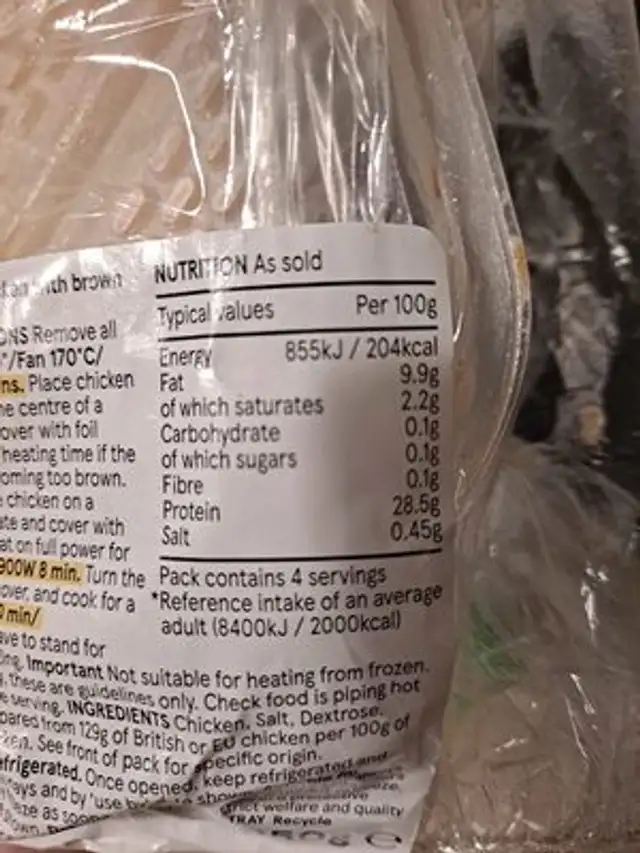 with brown
NUTRITION As sold
Typical values Per 100g
ONS Remove all
°/Fan 170°C/
ns. Place chicken
he centre of a
over with foil
heating time if the
oming too brown.
chicken on a
ate and cover with
at on full power for
900W 8 min. Turn the
over, and cook for a
0 min/
ave to stand for
Energy 855kJ / 204kcal
Fat 9.9g
of which saturates 2.2g
Carbohydrate 0.1g
of which sugars 0.1g
Fibre 0.1g
Protein 28.5g
Salt 0.45g
Pack contains 4 servings
*Reference intake of an average
adult (8400kJ / 2000kcal)
Important Not suitable for heating from frozen.
these are guidelines only. Check food is piping hot
serving. INGREDIENTS Chicken, Salt, Dextrose.
pared from 129g of British or EU chicken per 100g of
See front of pack for specific origin.
efrigerated. Once opened, keep refrigerated and
ays and by 'use
eze as soon
welfare and quality
TRAY Recycle